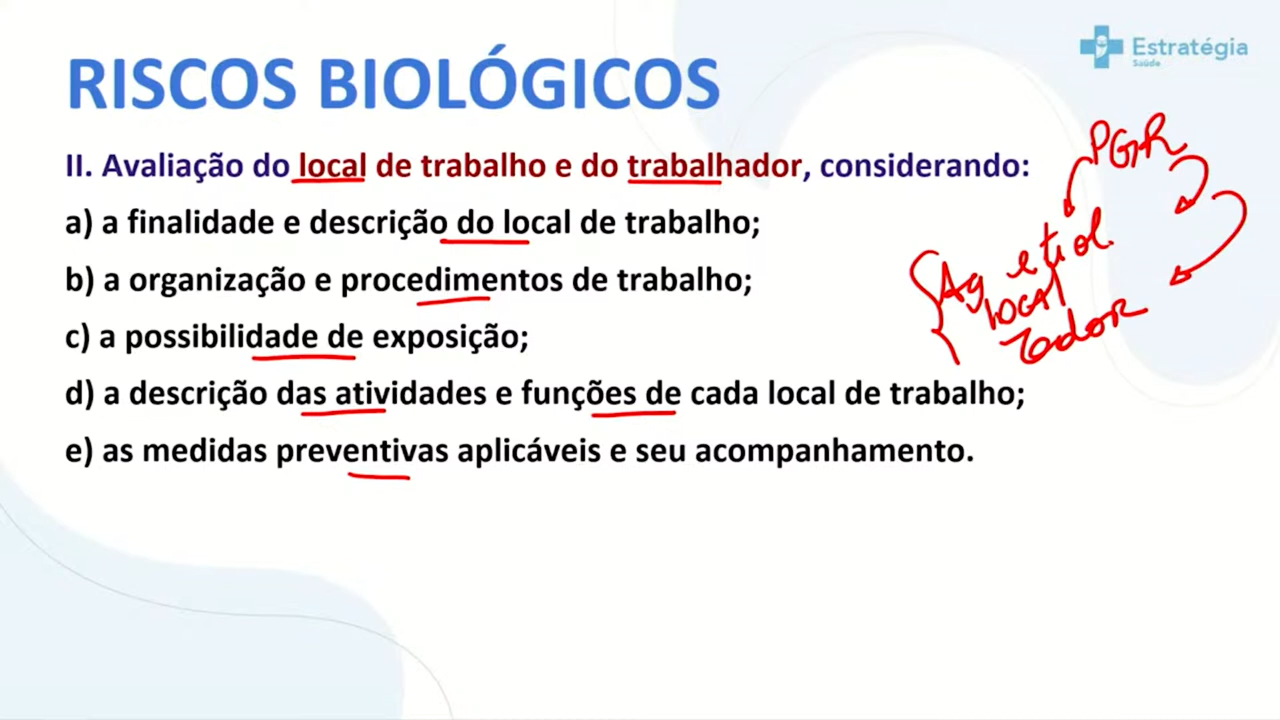 Estratégia
Saúde
RISCOS BIOLÓGICOS
II. Avaliação do local de trabalho e do trabalhador, considerando:
a) a finalidade e descrição do local de trabalho;
b) a organização e procedimentos de trabalho;
c) a possibilidade de exposição;
d) a descrição das atividades e funções de cada local de trabalho;
e) as medidas preventivas aplicáveis e seu acompanhamento.
PGR
Ag etiol.
LOCAL